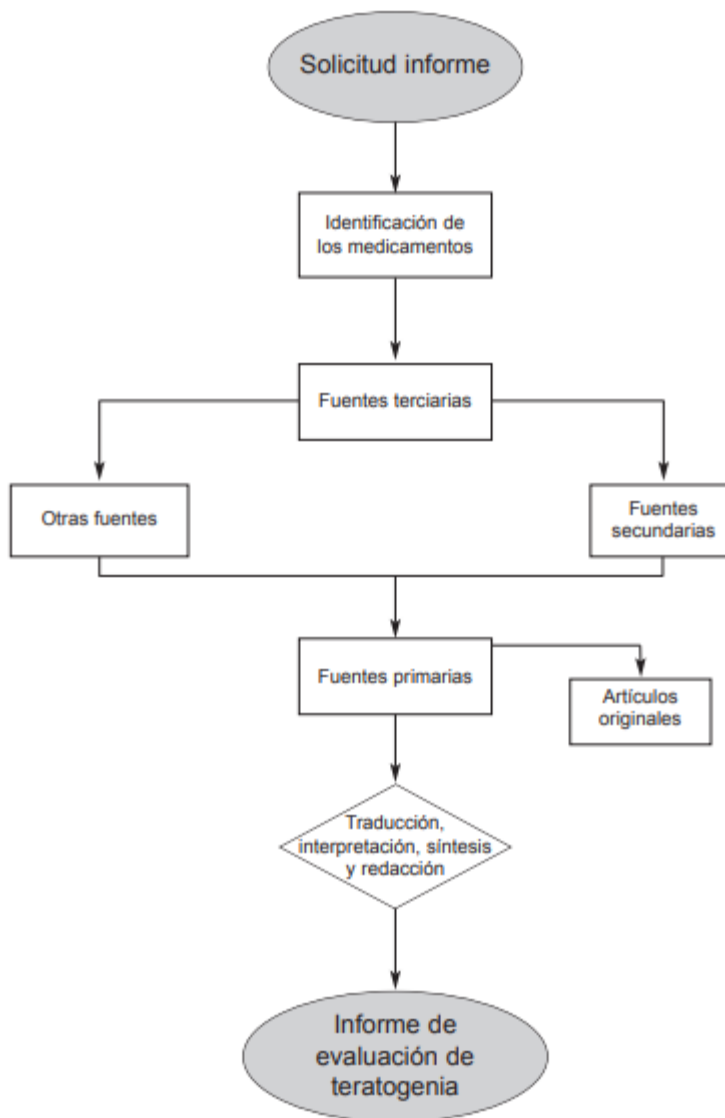 Solicitud informe
Identificación de
los medicamentos
Fuentes terciarias
Otras fuentes
Fuentes
secundarias
Fuentes primarias
Artículos
originales
Traducción,
interpretación, síntesis
y redacción
Informe de
evaluación de
teratogenia